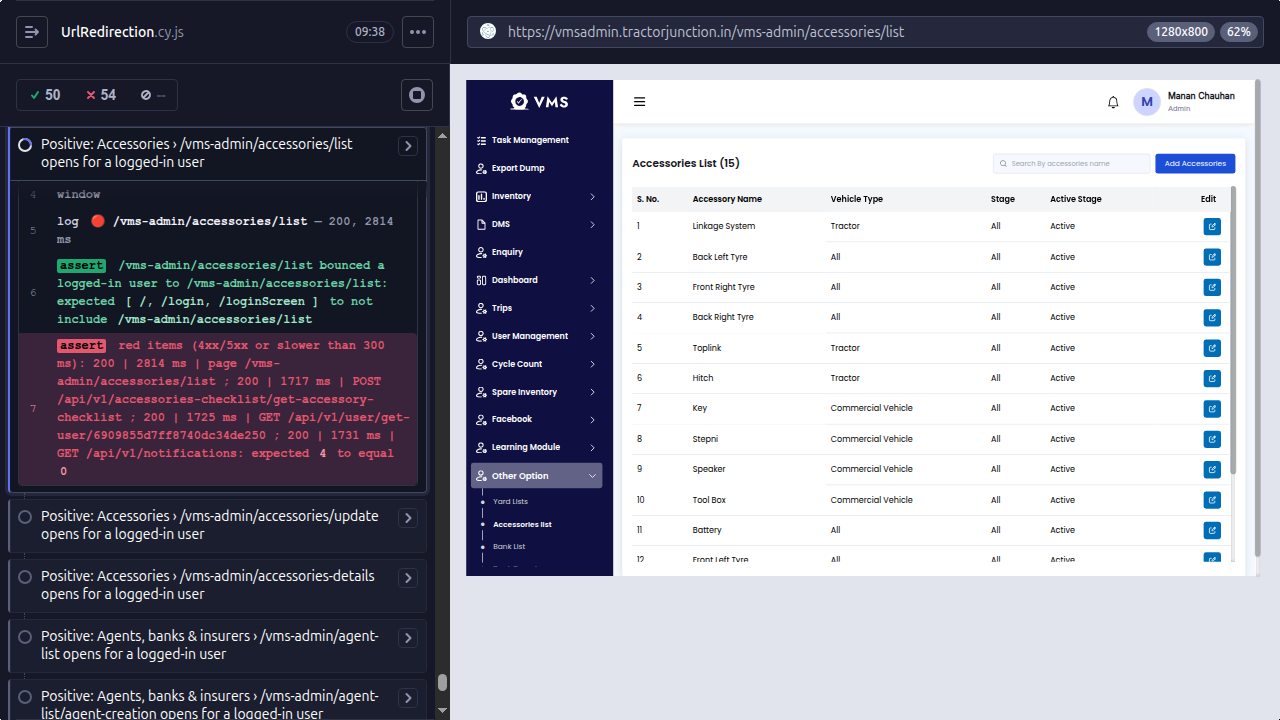 UrlRedirection.cy.js
09:38
50
54
--
Positive: Accessories › /vms-admin/accessories/list
opens for a logged-in user
4 window
5 log 🔴 /vms-admin/accessories/list — 200, 2814
ms
6 assert /vms-admin/accessories/list bounced a
logged-in user to /vms-admin/accessories/list:
expected [ /, /login, /loginScreen ] to not
include /vms-admin/accessories/list
7 assert red items (4xx/5xx or slower than 300
ms): 200 | 2814 ms | page /vms-
admin/accessories/list ; 200 | 1717 ms | POST
/api/v1/accessories-checklist/get-accessory-
checklist ; 200 | 1725 ms | GET /api/v1/user/get-
user/6909855d7ff8740dc34de250 ; 200 | 1731 ms |
GET /api/v1/notifications: expected 4 to equal
0
Positive: Accessories › /vms-admin/accessories/update
opens for a logged-in user
Positive: Accessories › /vms-admin/accessories-details
opens for a logged-in user
Positive: Agents, banks & insurers › /vms-admin/agent-
list opens for a logged-in user
Positive: Agents, banks & insurers › /vms-admin/agent-
list/agent-creation opens for a logged-in user
https://vmsadmin.tractorjunction.in/vms-admin/accessories/list
1280x800
62%
VMS
Task Management
Export Dump
Inventory
DMS
Enquiry
Dashboard
Trips
User Management
Cycle Count
Spare Inventory
Facebook
Learning Module
Other Option
Yard Lists
Accessories list
Bank List
M
Manan Chauhan
Admin
Accessories List (15)
Search By accessories name
Add Accessories
S. No. Accessory Name Vehicle Type Stage Active Stage Edit
1 Linkage System Tractor All Active
2 Back Left Tyre All All Active
3 Front Right Tyre All All Active
4 Back Right Tyre All All Active
5 Toplink Tractor All Active
6 Hitch Tractor All Active
7 Key Commercial Vehicle All Active
8 Stepni Commercial Vehicle All Active
9 Speaker Commercial Vehicle All Active
10 Tool Box Commercial Vehicle All Active
11 Battery All All Active
12 Front Left Tyre All All Active